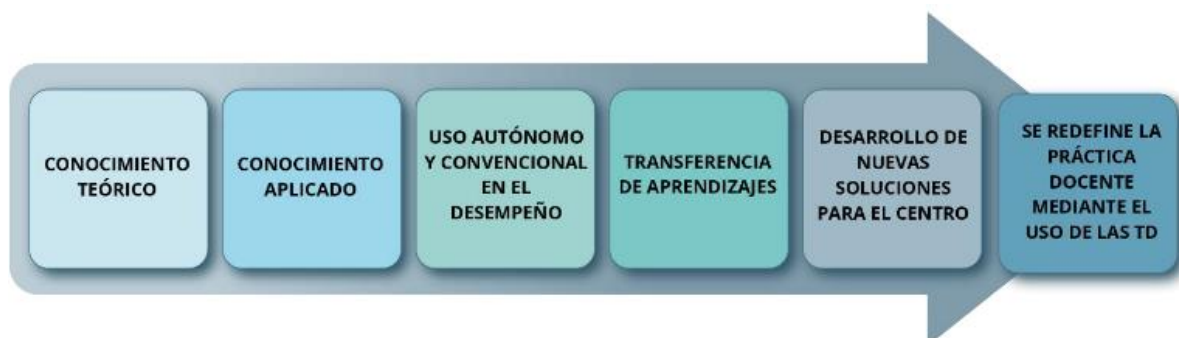 CONOCIMIENTO
TEÓRICO
CONOCIMIENTO
APLICADO
USO AUTÓNOMO
Y CONVENCIONAL
EN EL
DESEMPEÑO
TRANSFERENCIA
DE APRENDIZAJES
DESARROLLO DE
NUEVAS
SOLUCIONES
PARA EL CENTRO
SE REDEFINE LA
PRÁCTICA
DOCENTE
MEDIANTE EL
USO DE LAS TD